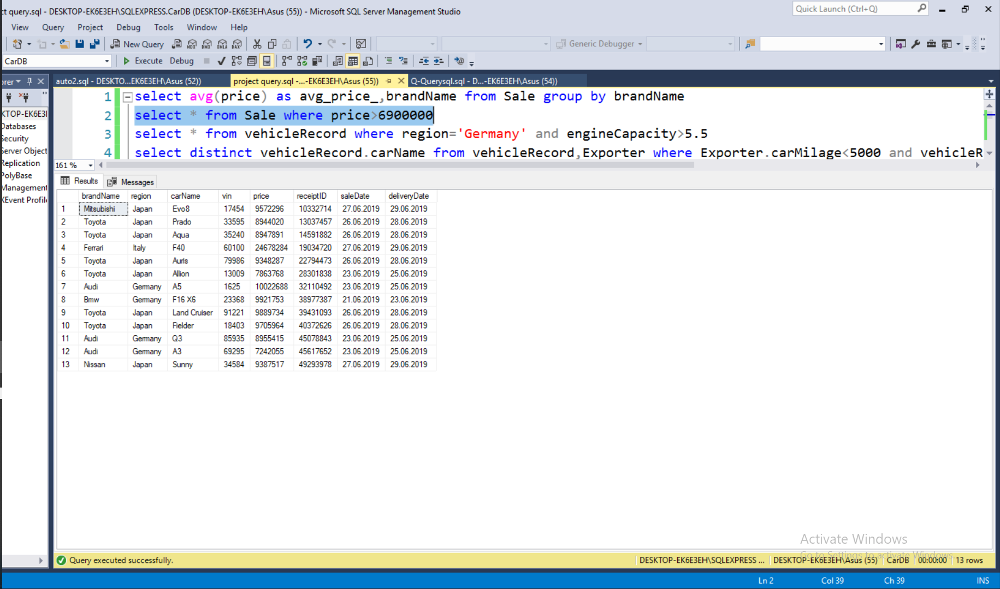 ct query.sql - DESKTOP-EK6E3EH\SQLEXPRESS.CarDB (DESKTOP-EK6E3EH\Asus (55)) - Microsoft SQL Server Management Studio
Quick Launch (Ctrl+Q)
View Query Project Debug Tools Window Help
New Query MDX DMX XMLA DAX Generic Debugger
CarDB Execute Debug
orer auto2.sql - DESKTO...EK6E3EH\Asus (52)) project query.sql -...-EK6E3EH\Asus (55)) Q-Querysql.sql - D...-EK6E3EH\Asus (54))
1 select avg(price) as avg_price_,brandName from Sale group by brandName
2 select * from Sale where price>6900000
3 select * from vehicleRecord where region='Germany' and engineCapacity>5.5
4 select distinct vehicleRecord.carName from vehicleRecord,Exporter where Exporter.carMilage<5000 and vehicleR
KTOP-EK6E3
Databases
Security
Server Object
Replication
PolyBase
Management
XEvent Profile
161 %
Results Messages
brandName region carName vin price receiptID saleDate deliveryDate
1 Mitsubishi Japan Evo8 17454 9572296 10332714 27.06.2019 29.06.2019
2 Toyota Japan Prado 33595 8944020 13037457 26.06.2019 28.06.2019
3 Toyota Japan Aqua 35240 8947891 14591882 26.06.2019 28.06.2019
4 Ferrari Italy F40 60100 24678284 19034720 27.06.2019 29.06.2019
5 Toyota Japan Auris 79986 9348287 22794473 26.06.2019 28.06.2019
6 Toyota Japan Allion 13009 7863768 28301838 23.06.2019 25.06.2019
7 Audi Germany A5 1625 10022688 32110492 23.06.2019 25.06.2019
8 Bmw Germany F16 X6 23368 9921753 38977387 21.06.2019 23.06.2019
9 Toyota Japan Land Cruiser 91221 9889734 39431093 26.06.2019 28.06.2019
10 Toyota Japan Fielder 18403 9705964 40372626 26.06.2019 28.06.2019
11 Audi Germany Q3 85935 8955415 45078843 23.06.2019 25.06.2019
12 Audi Germany A3 69295 7242055 45617652 23.06.2019 25.06.2019
13 Nissan Japan Sunny 34584 9387517 49293978 27.06.2019 29.06.2019
Activate Windows
Go to Settings to activate Windows.
Query executed successfully. DESKTOP-EK6E3EH\SQLEXPRESS ... DESKTOP-EK6E3EH\Asus (55) CarDB 00:00:00 13 rows
Ln 2 Col 39 Ch 39 INS